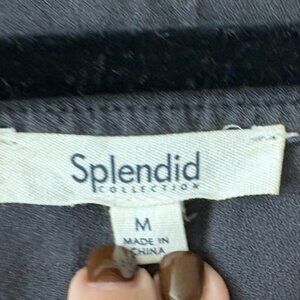 Splendid
COLLECTION
M
MADE IN
CHINA